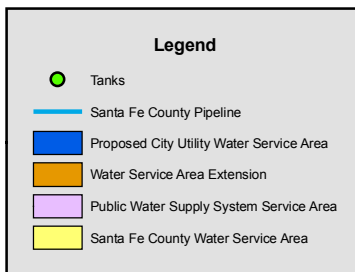 Legend
Tanks
Santa Fe County Pipeline
Proposed City Utility Water Service Area
Water Service Area Extension
Public Water Supply System Service Area
Santa Fe County Water Service Area